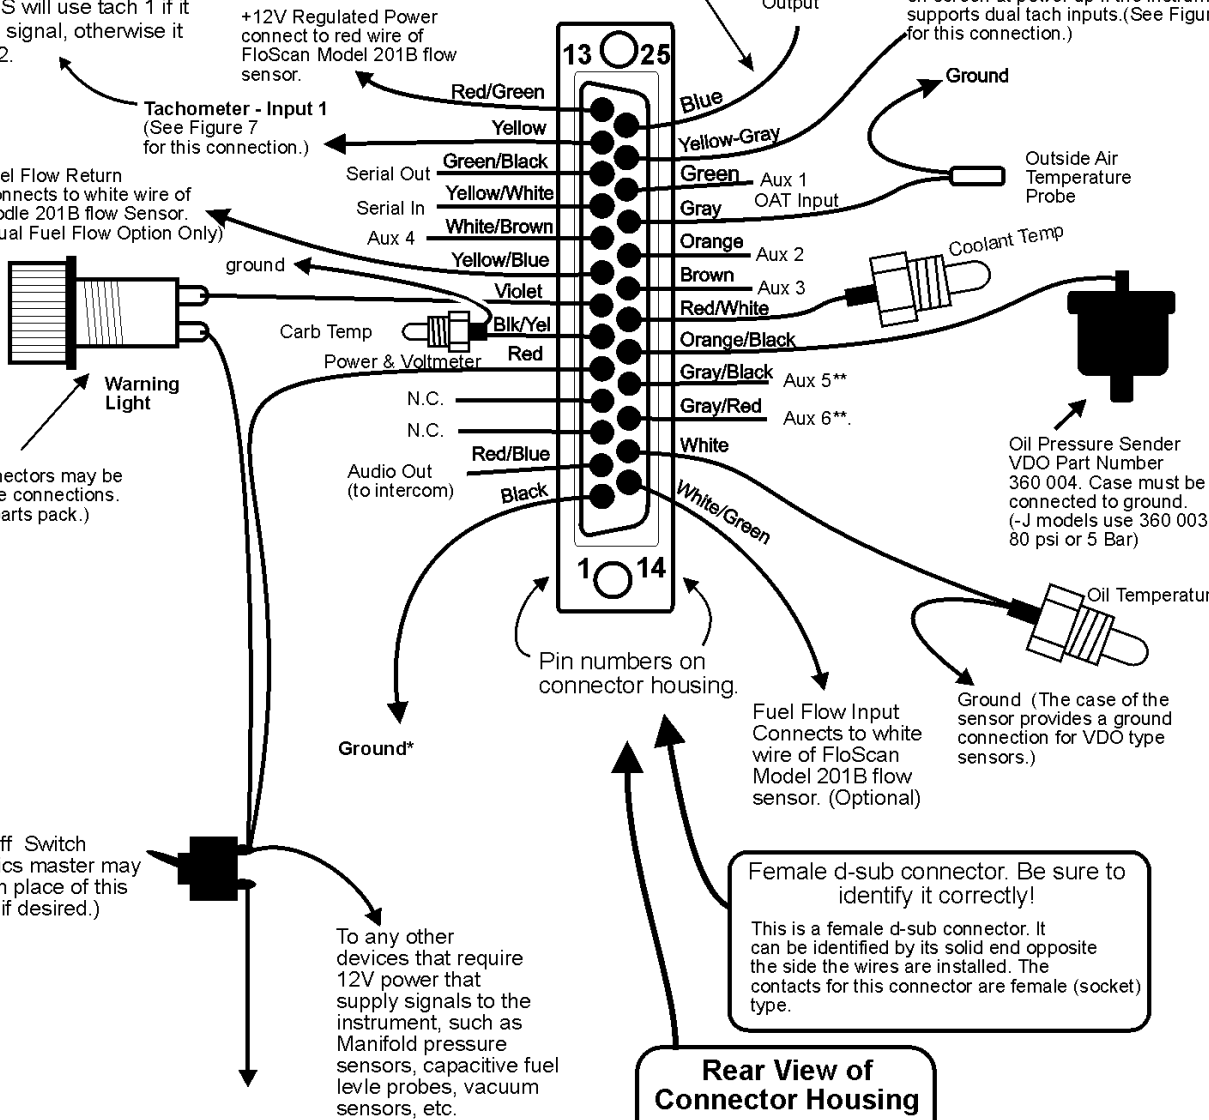 S will use tach 1 if it
signal, otherwise it
2.
+12V Regulated Power
connect to red wire of
FloScan Model 201B flow
sensor.
Output
supports dual tach inputs.(See Figur
for this connection.)
13
25
Red/Green
Blue
Ground
Tachometer - Input 1
(See Figure 7
for this connection.)
Yellow
Yellow-Gray
Serial Out
Green/Black
Green
Aux 1
OAT Input
Outside Air
Temperature
Probe
el Flow Return
onnects to white wire of
odle 201B flow Sensor.
ual Fuel Flow Option Only)
Serial In
Yellow/White
Gray
Aux 4
White/Brown
Orange
Aux 2
Coolant Temp
ground
Yellow/Blue
Brown
Aux 3
Violet
Red/White
Carb Temp
Blk/Yel
Orange/Black
Power & Voltmeter
Red
Gray/Black
Aux 5**
Warning
Light
N.C.
Gray/Red
Aux 6**.
N.C.
White
Oil Pressure Sender
VDO Part Number
360 004. Case must be
connected to ground.
(-J models use 360 003
80 psi or 5 Bar)
nectors may be
e connections.
arts pack.)
Audio Out
(to intercom)
Red/Blue
Black
White/Green
1
14
Oil Temperatur
Pin numbers on
connector housing.
Ground (The case of the
sensor provides a ground
connection for VDO type
sensors.)
Ground*
Fuel Flow Input
Connects to white
wire of FloScan
Model 201B flow
sensor. (Optional)
ff Switch
ics master may
n place of this
if desired.)
Female d-sub connector. Be sure to
identify it correctly!
This is a female d-sub connector. It
can be identified by its solid end opposite
the side the wires are installed. The
contacts for this connector are female (socket)
type.
To any other
devices that require
12V power that
supply signals to the
instrument, such as
Manifold pressure
sensors, capacitive fuel
levle probes, vacuum
sensors, etc.
Rear View of
Connector Housing